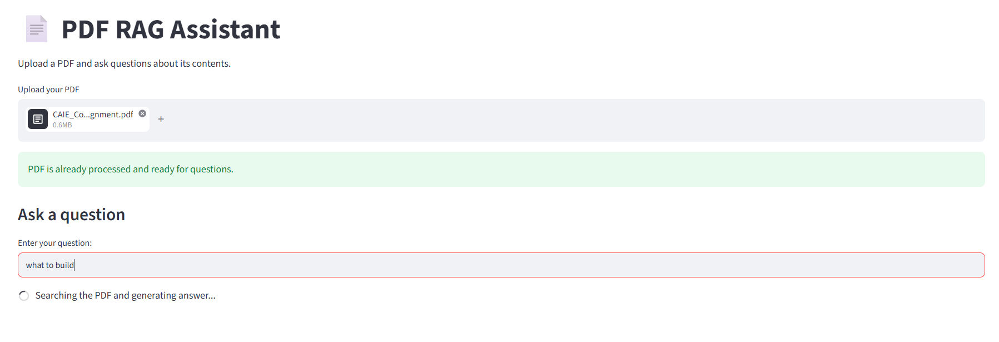 PDF RAG Assistant
Upload a PDF and ask questions about its contents.
Upload your PDF
CAIE_Co...gnment.pdf
0.6MB
PDF is already processed and ready for questions.
Ask a question
Enter your question:
what to build
Searching the PDF and generating answer...